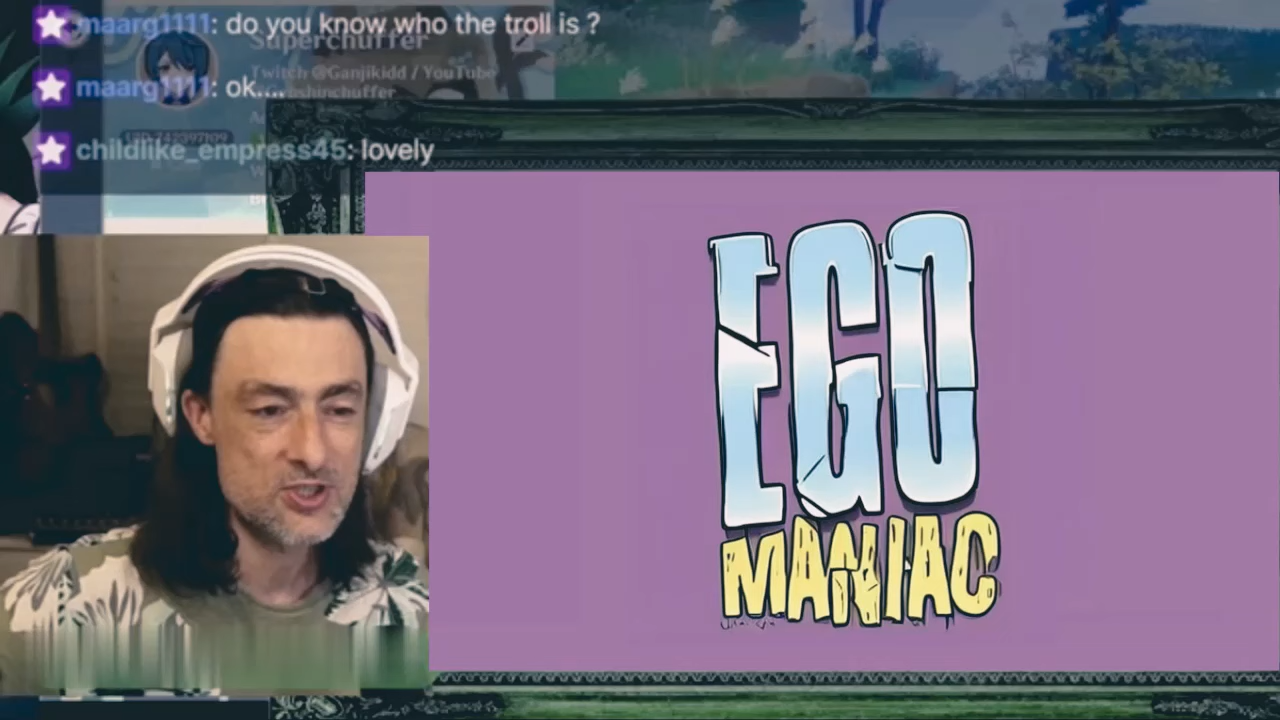 maarg1111: do you know who the troll is ?
Superchuffer
Twitch @Ganjikidd / YouTube
maarg1111: ok....
childlike_empress45: lovely
EGO
MANIAC